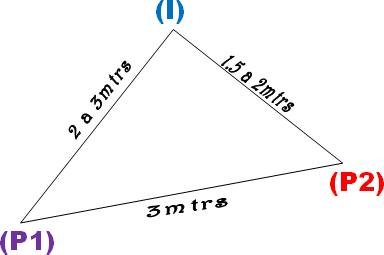 (I)
2 a 3mtrs
1,5 a 2mtrs
(P2)
3mtrs
(P1)